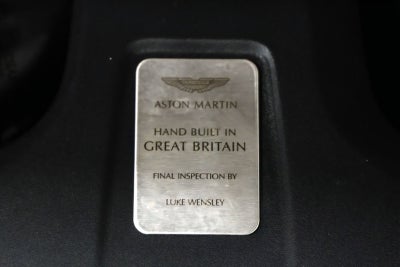 ASTON MARTIN
HAND BUILT IN
GREAT BRITAIN
FINAL INSPECTION BY
LUKE WENSLEY